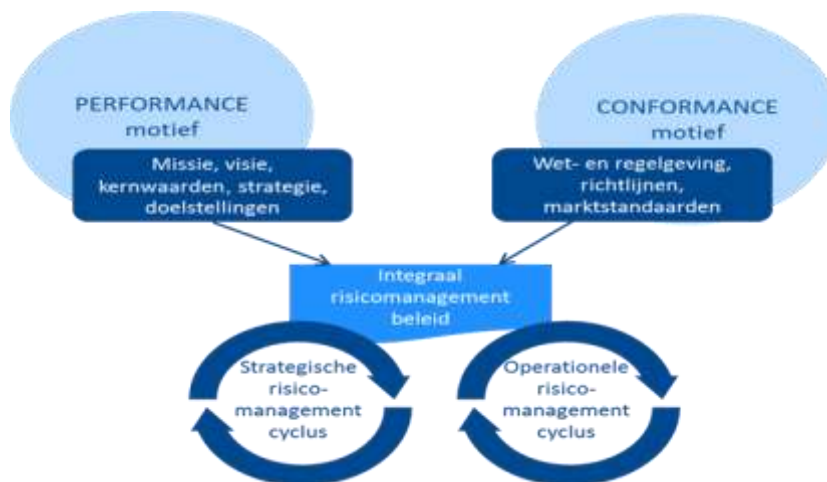 PERFORMANCE
motief
Missie, visie,
kernwaarden, strategie,
doelstellingen
CONFORMANCE
motief
Wet- en regelgeving,
richtlijnen,
marktstandaarden
Integraal
risicomanagement
beleid
Strategische
risico-
management
cyclus
Operationele
risico-
management
cyclus